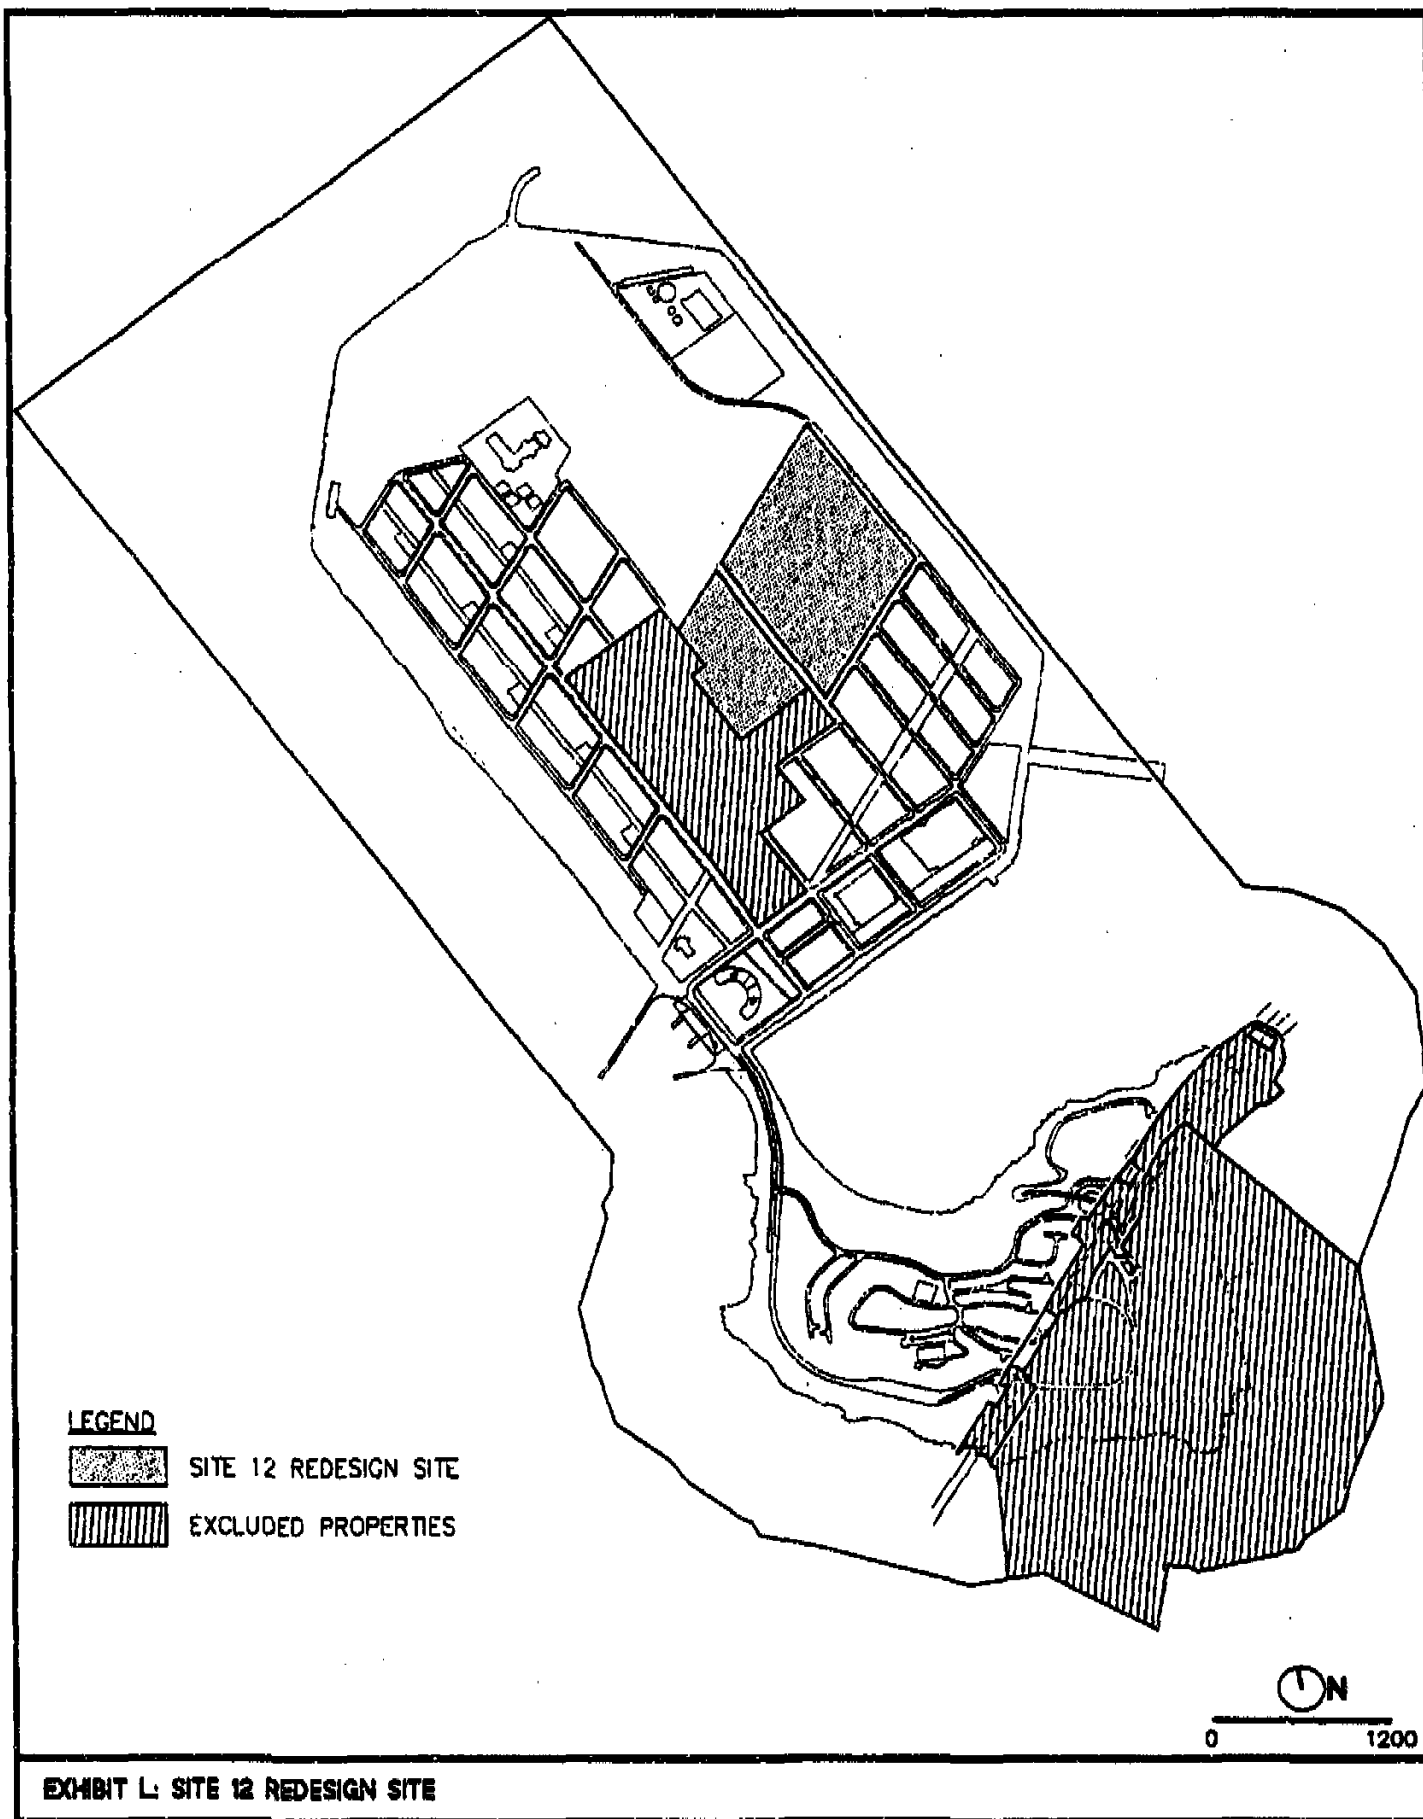 LEGEND
SITE 12 REDESIGN SITE
EXCLUDED PROPERTIES
N
0 1200
EXHIBIT L: SITE 12 REDESIGN SITE